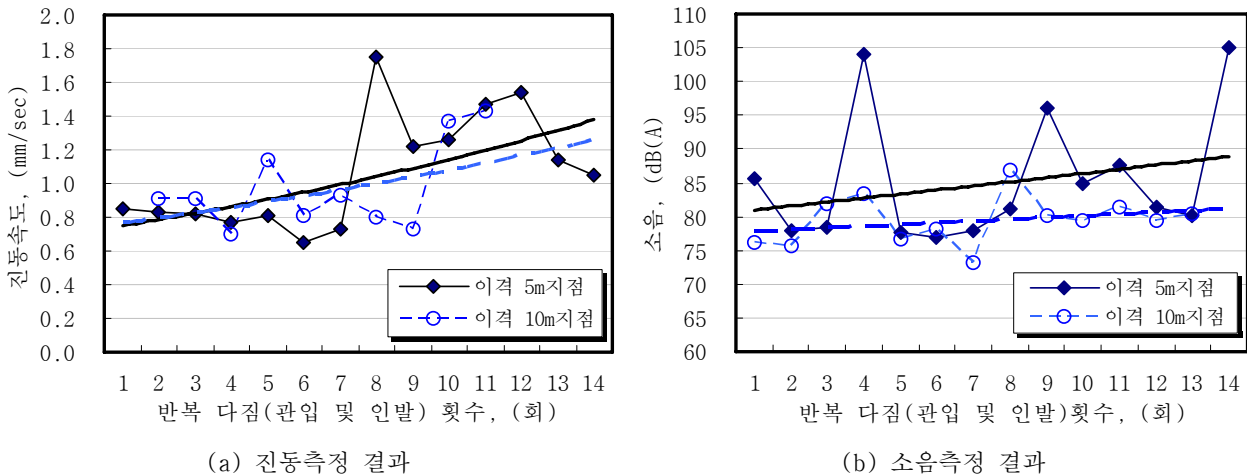 2.0
1.8
1.6
1.4
1.2
1.0
0.8
0.6
0.4
0.2
0.0
진동속도, (mm/sec)
이격 5m지점
이격 10m지점
1 2 3 4 5 6 7 8 9 10 11 12 13 14
반복 다짐(관입 및 인발) 횟수, (회)
(a) 진동측정 결과
110
105
100
95
90
85
80
75
70
65
60
소음, (dB(A)
이격 5m지점
이격 10m지점
1 2 3 4 5 6 7 8 9 10 11 12 13 14
반복 다짐(관입 및 인발)횟수, (회)
(b) 소음측정 결과